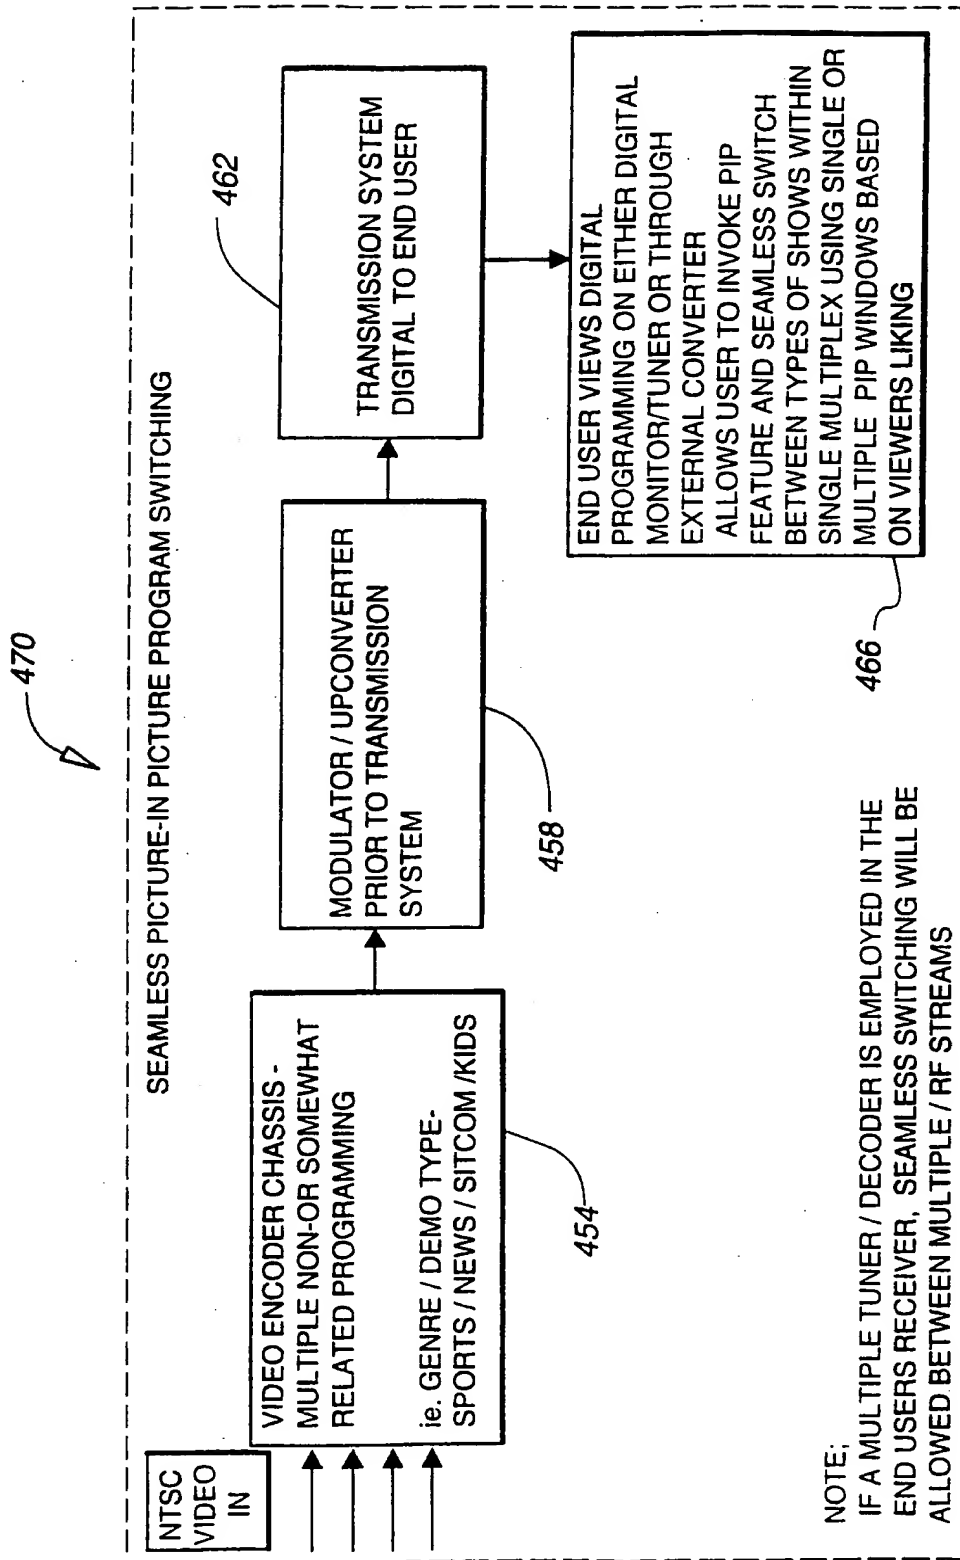 470
SEAMLESS PICTURE-IN PICTURE PROGRAM SWITCHING
NTSC
VIDEO
IN
VIDEO ENCODER CHASSIS -
MULTIPLE NON-OR SOMEWHAT
RELATED PROGRAMMING
ie. GENRE / DEMO TYPE-
SPORTS / NEWS / SITCOM /KIDS
454
MODULATOR / UPCONVERTER
PRIOR TO TRANSMISSION
SYSTEM
458
TRANSMISSION SYSTEM
DIGITAL TO END USER
462
END USER VIEWS DIGITAL
PROGRAMMING ON EITHER DIGITAL
MONITOR/TUNER OR THROUGH
EXTERNAL CONVERTER
ALLOWS USER TO INVOKE PIP
FEATURE AND SEAMLESS SWITCH
BETWEEN TYPES OF SHOWS WITHIN
SINGLE MULTIPLEX USING SINGLE OR
MULTIPLE PIP WINDOWS BASED
ON VIEWERS LIKING
466
NOTE;
IF A MULTIPLE TUNER / DECODER IS EMPLOYED IN THE
END USERS RECEIVER, SEAMLESS SWITCHING WILL BE
ALLOWED BETWEEN MULTIPLE / RF STREAMS